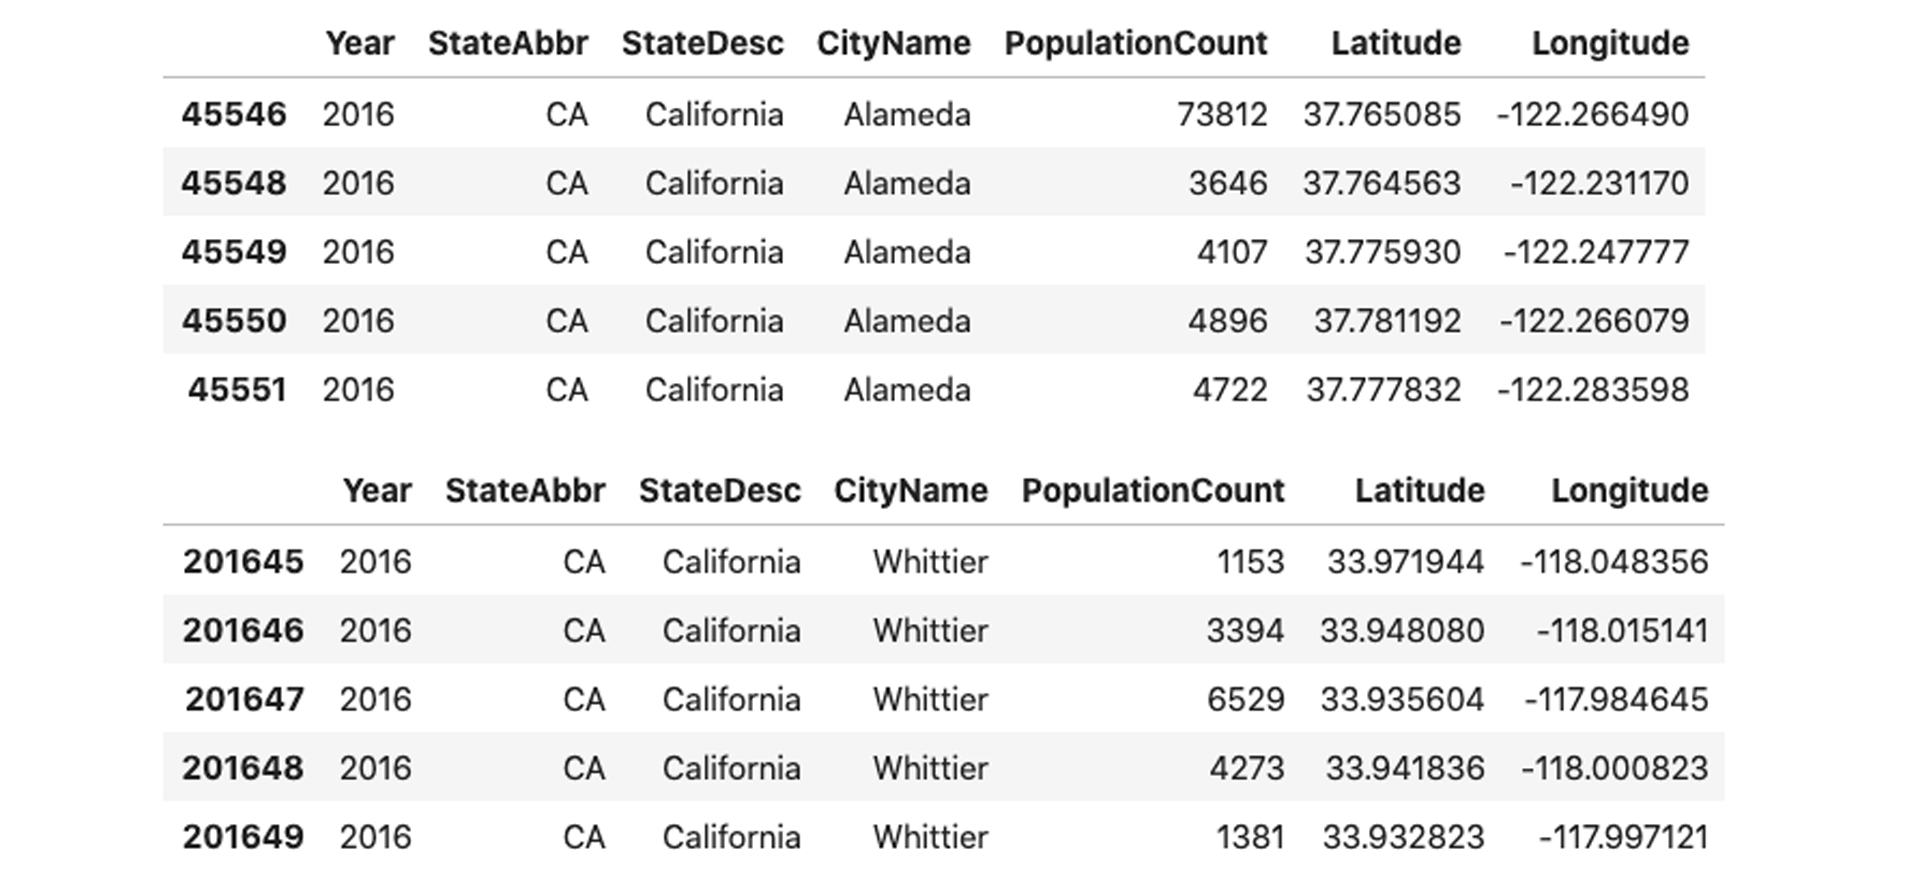 Year StateAbbr StateDesc CityName PopulationCount Latitude Longitude
45546 2016 CA California Alameda 73812 37.765085 -122.266490
45548 2016 CA California Alameda 3646 37.764563 -122.231170
45549 2016 CA California Alameda 4107 37.775930 -122.247777
45550 2016 CA California Alameda 4896 37.781192 -122.266079
45551 2016 CA California Alameda 4722 37.777832 -122.283598
Year StateAbbr StateDesc CityName PopulationCount Latitude Longitude
201645 2016 CA California Whittier 1153 33.971944 -118.048356
201646 2016 CA California Whittier 3394 33.948080 -118.015141
201647 2016 CA California Whittier 6529 33.935604 -117.984645
201648 2016 CA California Whittier 4273 33.941836 -118.000823
201649 2016 CA California Whittier 1381 33.932823 -117.997121